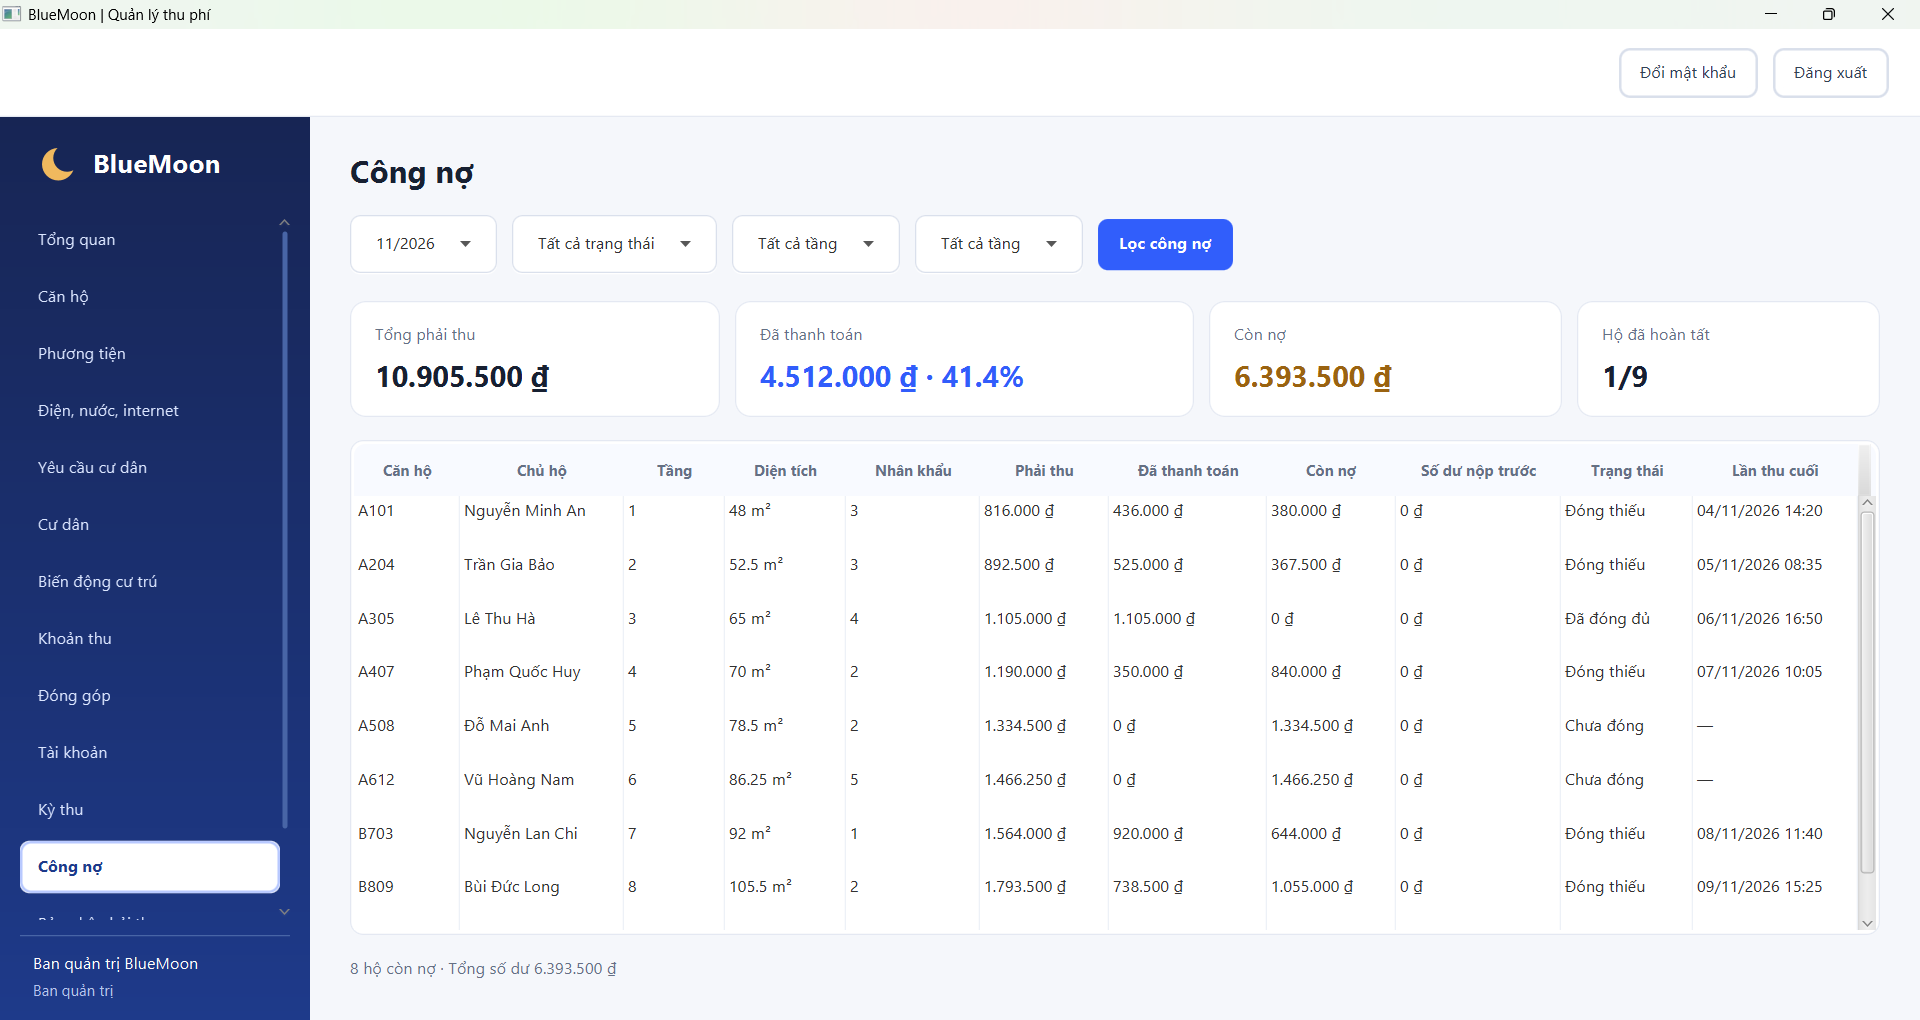 BlueMoon | Quản lý thu phí
Đổi mật khẩu
Đăng xuất
BlueMoon
Tổng quan
Căn hộ
Phương tiện
Điện, nước, internet
Yêu cầu cư dân
Cư dân
Biến động cư trú
Khoản thu
Đóng góp
Tài khoản
Kỳ thu
Công nợ
Ban quản trị BlueMoon
Ban quản trị
Công nợ
11/2026 Tất cả trạng thái Tất cả tầng Tất cả tầng Lọc công nợ
Tổng phải thu
10.905.500 ₫
Đã thanh toán
4.512.000 ₫ · 41.4%
Còn nợ
6.393.500 ₫
Hộ đã hoàn tất
1/9
Căn hộ Chủ hộ Tầng Diện tích Nhân khẩu Phải thu Đã thanh toán Còn nợ Số dư nộp trước Trạng thái Lần thu cuối
A101 Nguyễn Minh An 1 48 m² 3 816.000 ₫ 436.000 ₫ 380.000 ₫ 0 ₫ Đóng thiếu 04/11/2026 14:20
A204 Trần Gia Bảo 2 52.5 m² 3 892.500 ₫ 525.000 ₫ 367.500 ₫ 0 ₫ Đóng thiếu 05/11/2026 08:35
A305 Lê Thu Hà 3 65 m² 4 1.105.000 ₫ 1.105.000 ₫ 0 ₫ 0 ₫ Đã đóng đủ 06/11/2026 16:50
A407 Phạm Quốc Huy 4 70 m² 2 1.190.000 ₫ 350.000 ₫ 840.000 ₫ 0 ₫ Đóng thiếu 07/11/2026 10:05
A508 Đỗ Mai Anh 5 78.5 m² 2 1.334.500 ₫ 0 ₫ 1.334.500 ₫ 0 ₫ Chưa đóng —
A612 Vũ Hoàng Nam 6 86.25 m² 5 1.466.250 ₫ 0 ₫ 1.466.250 ₫ 0 ₫ Chưa đóng —
B703 Nguyễn Lan Chi 7 92 m² 1 1.564.000 ₫ 920.000 ₫ 644.000 ₫ 0 ₫ Đóng thiếu 08/11/2026 11:40
B809 Bùi Đức Long 8 105.5 m² 2 1.793.500 ₫ 738.500 ₫ 1.055.000 ₫ 0 ₫ Đóng thiếu 09/11/2026 15:25
8 hộ còn nợ · Tổng số dư 6.393.500 ₫